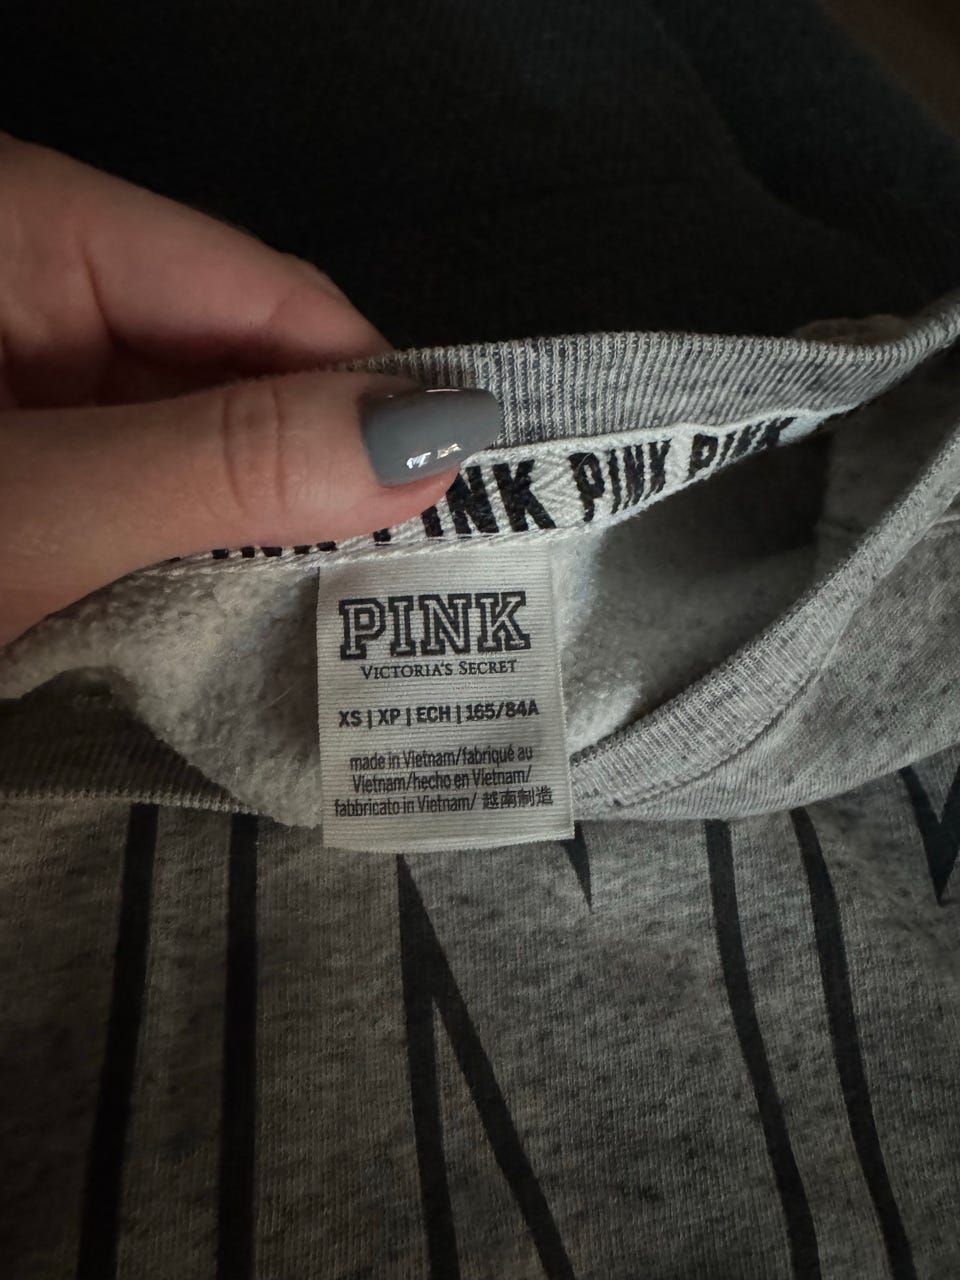 PINK PINK PINK
PINK
VICTORIA'S SECRET
XS | XP | ECH | 165/84A
made in Vietnam/fabriqué au
Vietnam/hecho en Vietnam/
fabbricato in Vietnam/ 越南制造